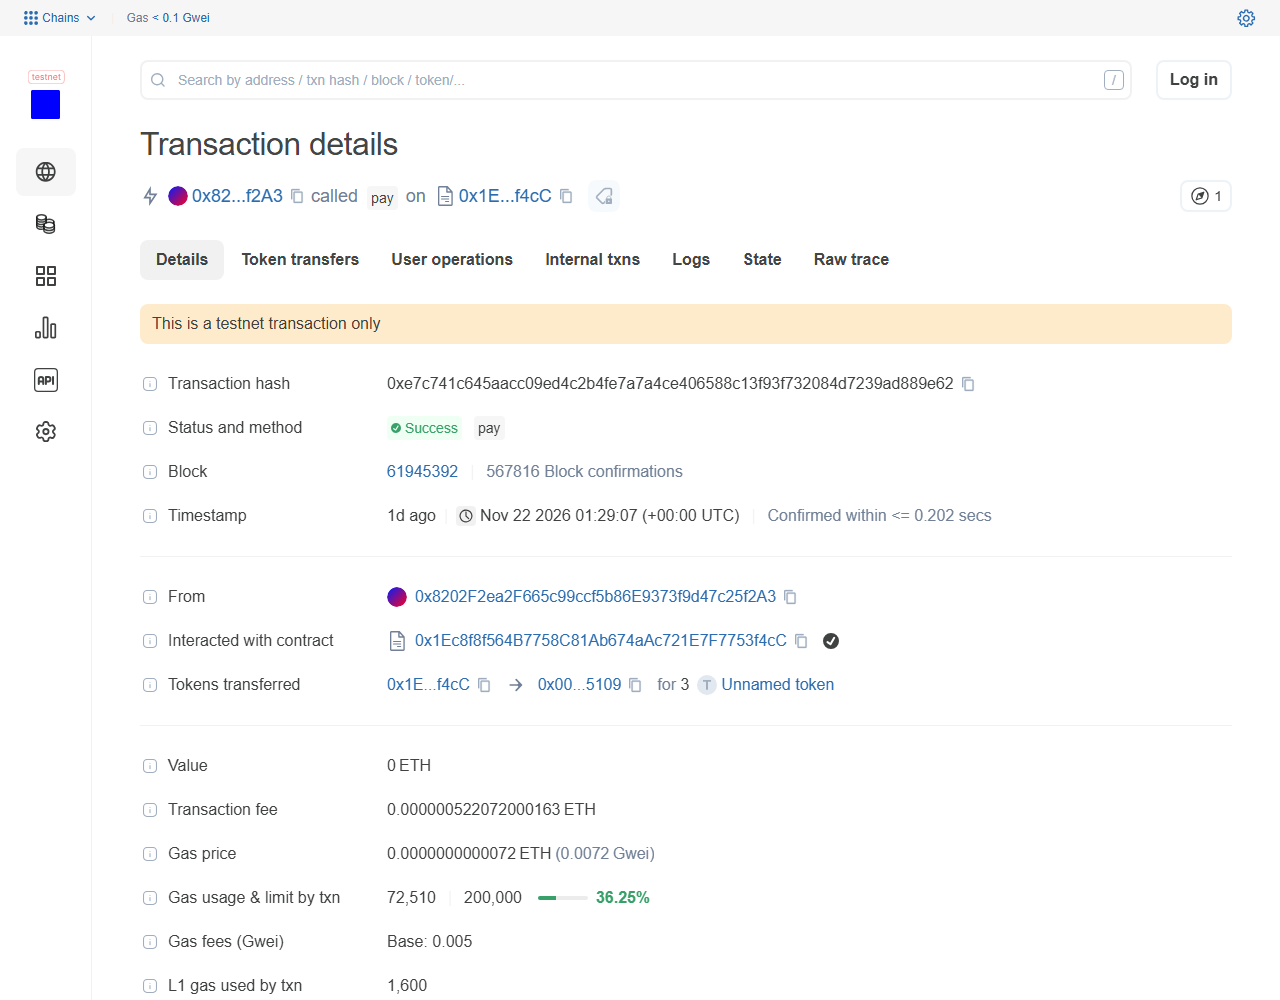 Chains
Gas < 0.1 Gwei
testnet
Search by address / txn hash / block / token/...
/
Log in
Transaction details
0x82...f2A3 called pay on 0x1E...f4cC
1
Details Token transfers User operations Internal txns Logs State Raw trace
This is a testnet transaction only
Transaction hash 0xe7c741c645aacc09ed4c2b4fe7a7a4ce406588c13f93f732084d7239ad889e62
Status and method Success pay
Block 61945392 567816 Block confirmations
Timestamp 1d ago Nov 22 2026 01:29:07 (+00:00 UTC) Confirmed within <= 0.202 secs
From 0x8202F2ea2F665c99ccf5b86E9373f9d47c25f2A3
Interacted with contract 0x1Ec8f8f564B7758C81Ab674aAc721E7F7753f4cC
Tokens transferred 0x1E...f4cC 0x00...5109 for 3 T Unnamed token
Value 0 ETH
Transaction fee 0.000000522072000163 ETH
Gas price 0.0000000000072 ETH (0.0072 Gwei)
Gas usage & limit by txn 72,510 200,000 36.25%
Gas fees (Gwei) Base: 0.005
L1 gas used by txn 1,600
API